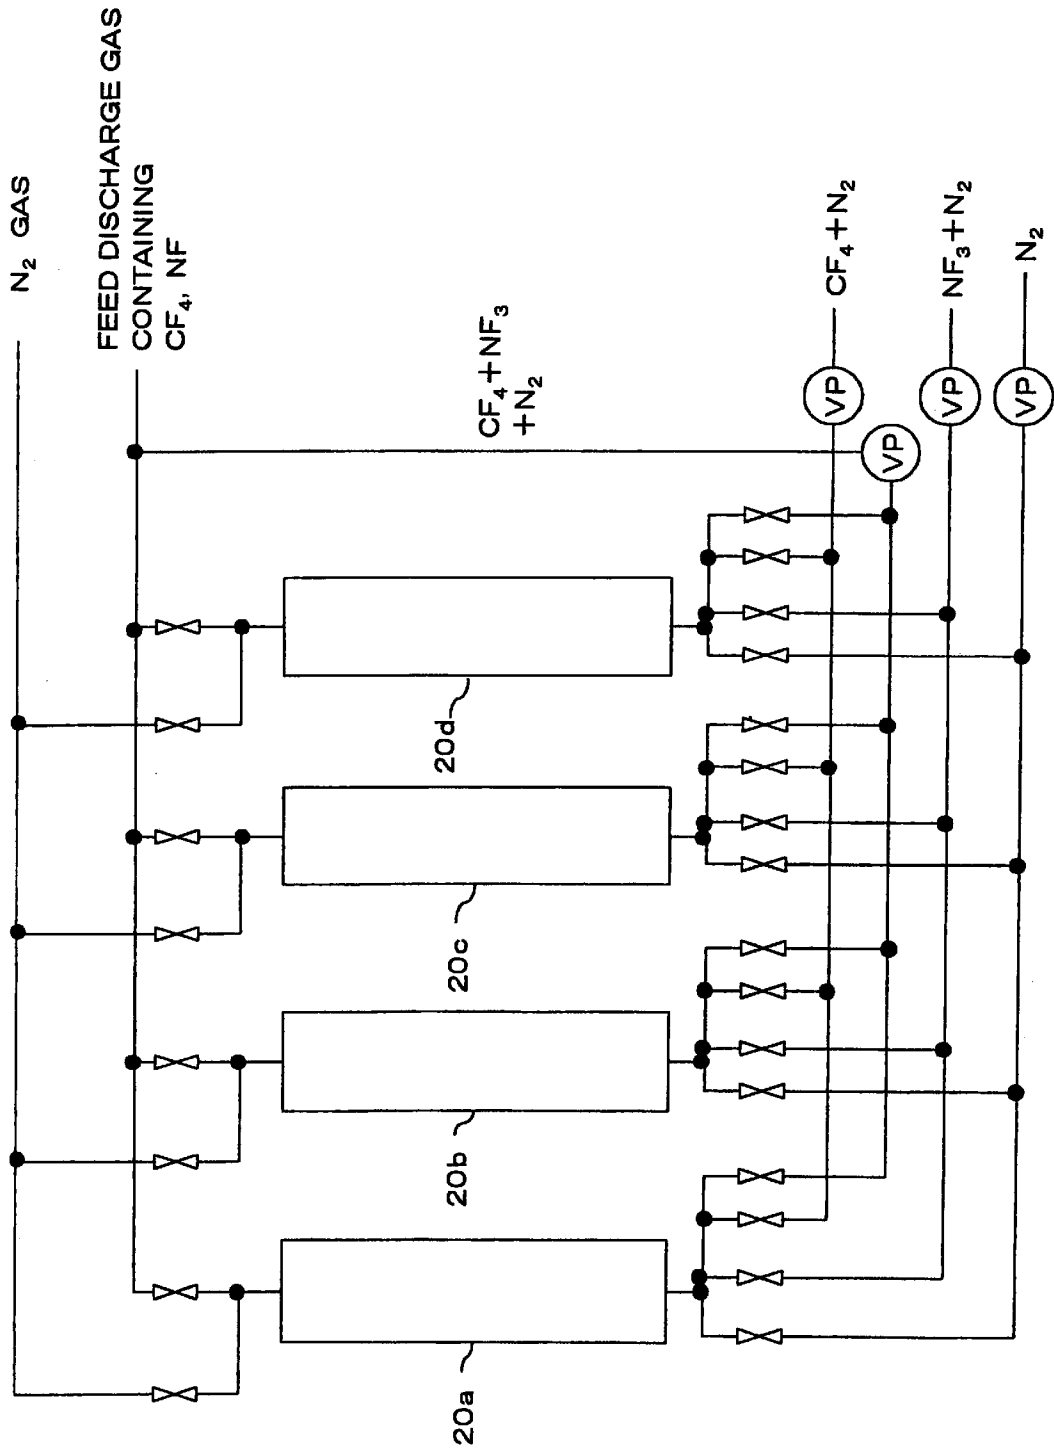 N₂ GAS
FEED DISCHARGE GAS
CONTAINING
CF₄, NF
CF₄+NF₃
+N₂
CF₄+N₂
NF₃+N₂
N₂
VP
VP
VP
VP
20a
20b
20c
20d